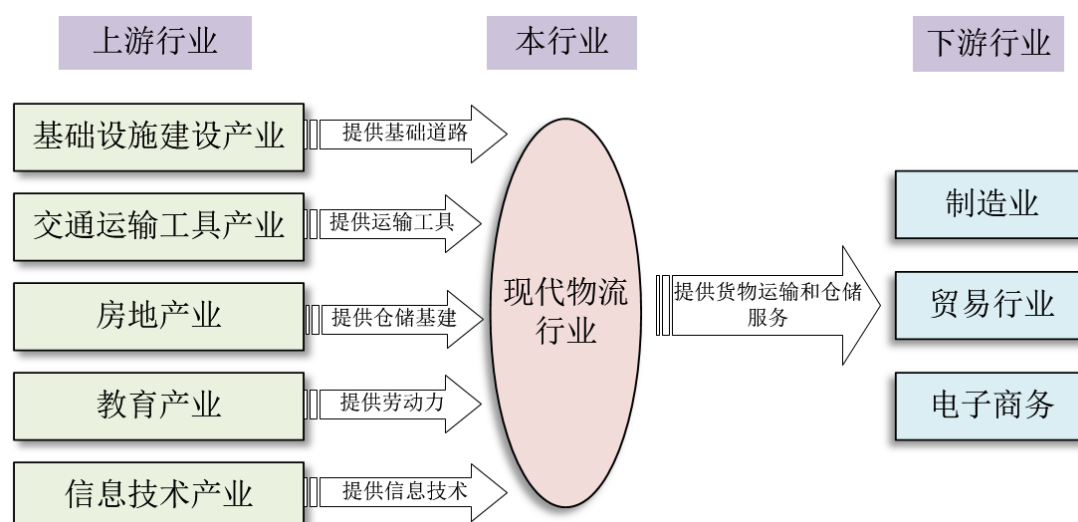 上游行业
本行业
下游行业
基础设施建设产业
提供基础道路
交通运输工具产业
提供运输工具
房地产业
提供仓储基建
教育产业
提供劳动力
信息技术产业
提供信息技术
现代物流
行业
提供货物运输和仓储
服务
制造业
贸易行业
电子商务